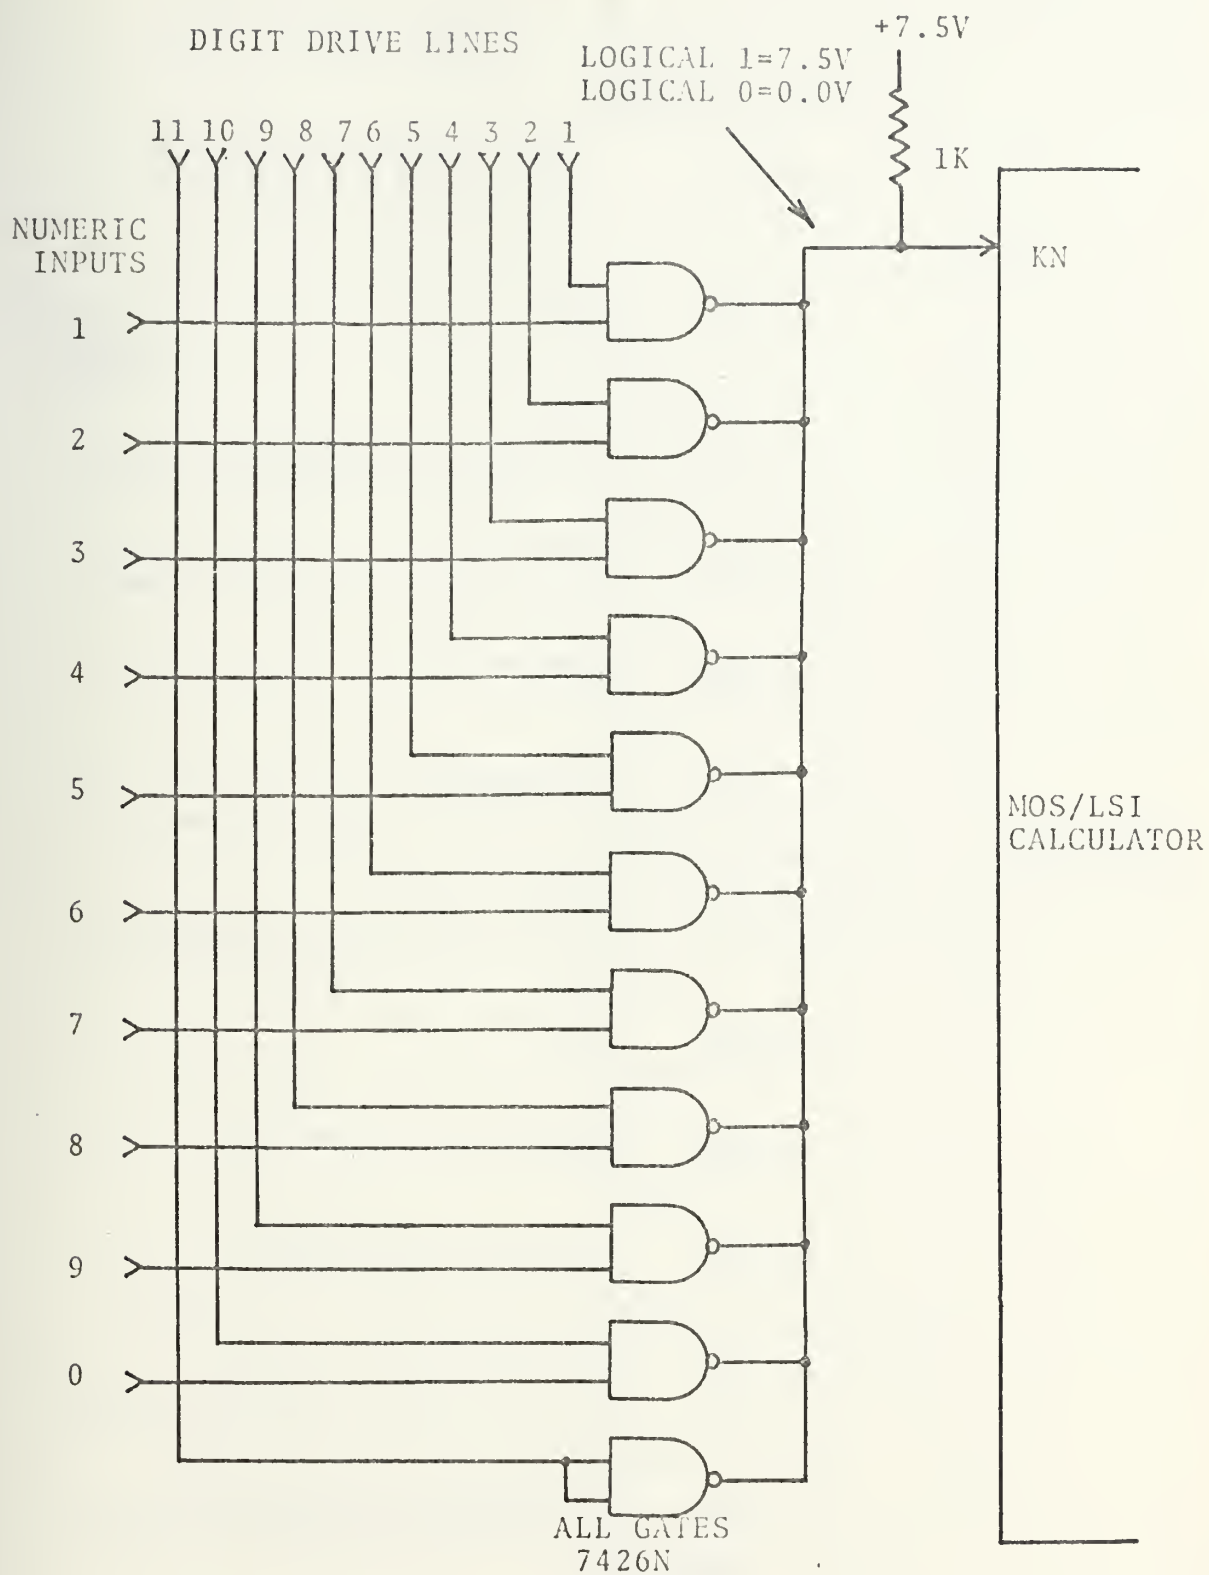 DIGIT DRIVE LINES
LOGICAL 1=7.5V
LOGICAL 0=0.0V
+7.5V
11 10 9 8 7 6 5 4 3 2 1
1K
NUMERIC
INPUTS
KN
1
2
3
4
5
MOS/LSI
CALCULATOR
6
7
8
9
0
ALL GATES
7426N